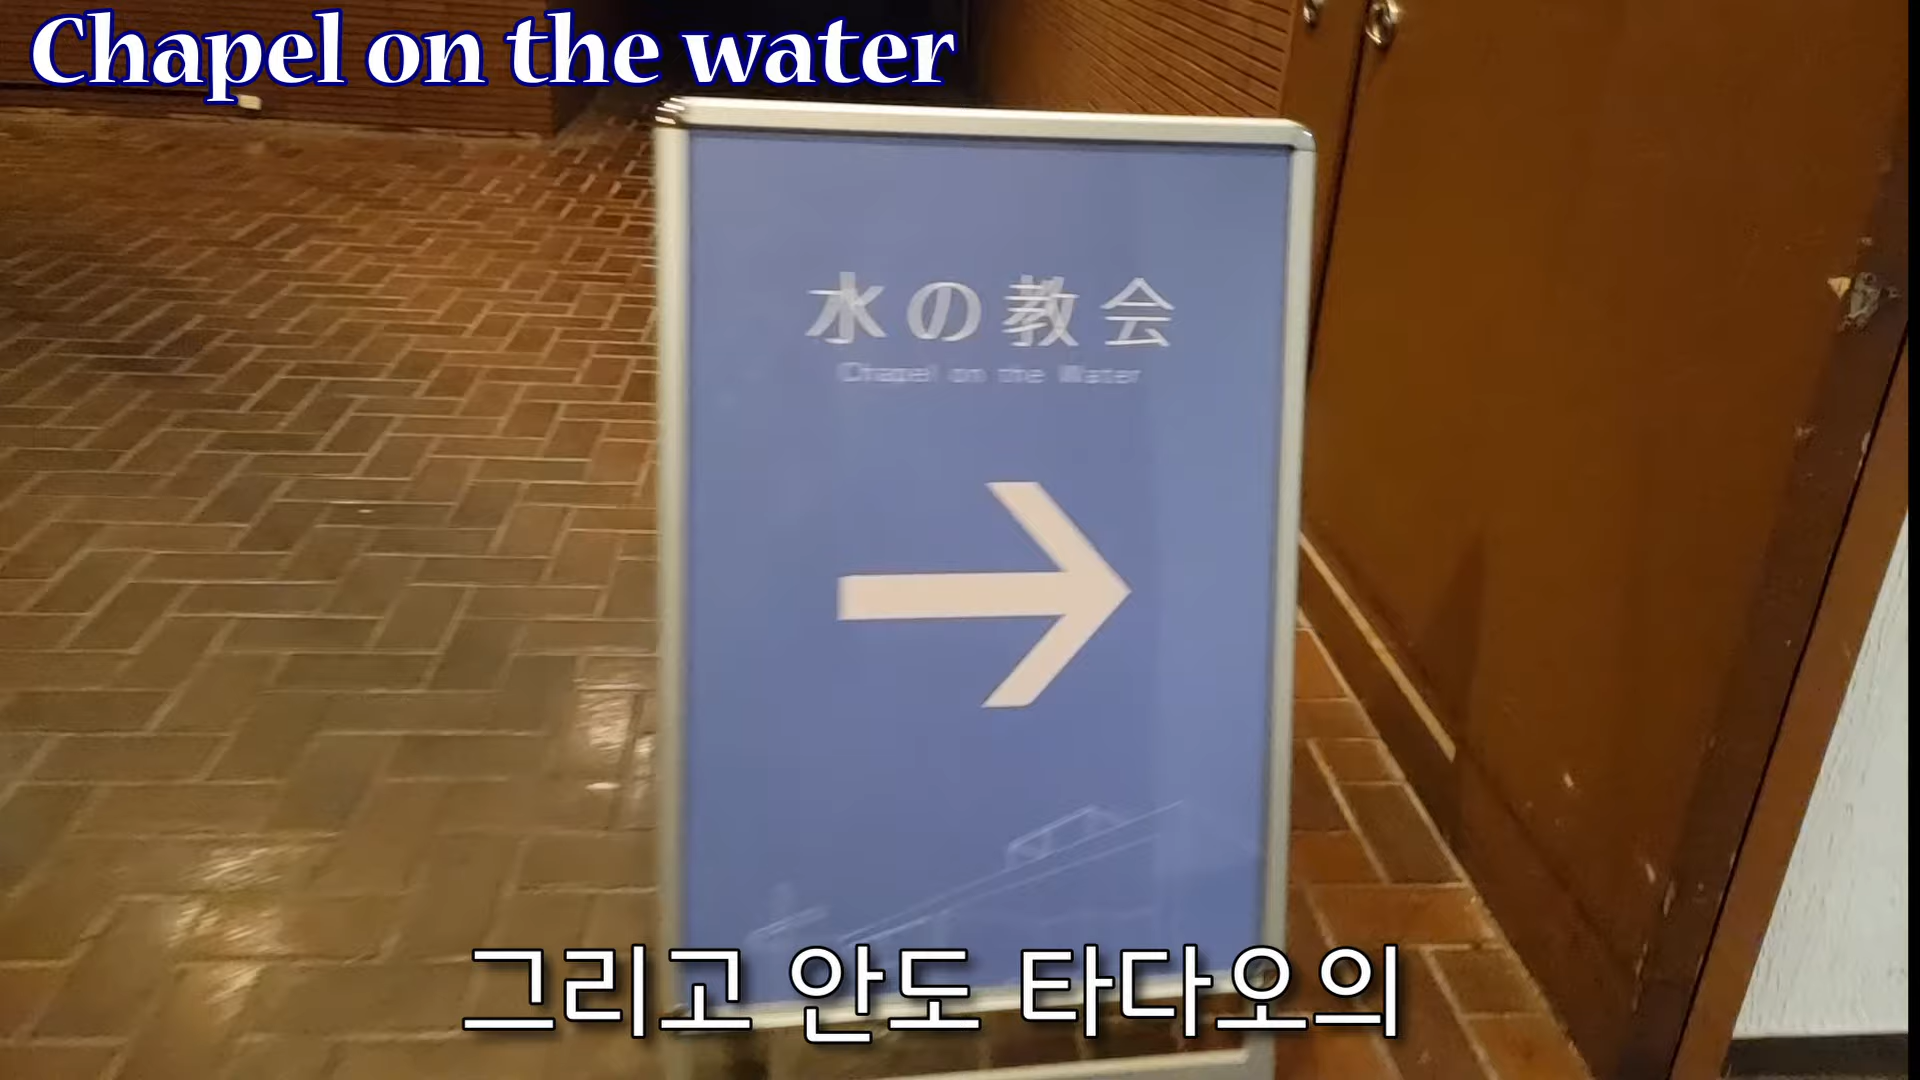 Chapel on the water
水の教会
Chapel on the Water
그리고 안도 타다오의